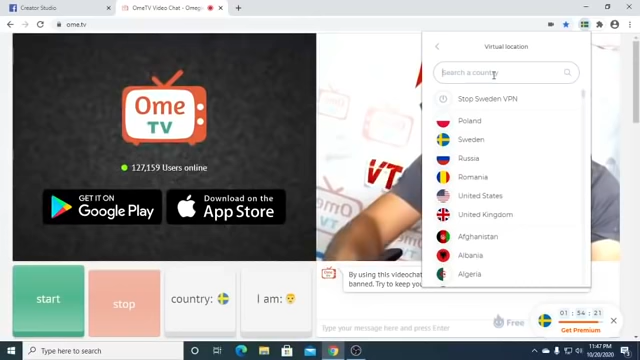 Creator Studio
OmeTV Video Chat - Omeg
ome.tv
Virtual location
Search a country
Stop Sweden VPN
Poland
Sweden
Russia
Romania
United States
United Kingdom
Afghanistan
Albania
Algeria
Ome
TV
127,159 Users online
GET IT ON
Google Play
Download on the
App Store
start
stop
country:
I am:
By using this videochat
banned. Try to keep you
Type your message here and press Enter
Free
01 : 54 : 21
Get Premium
Type here to search
11:47 PM
10/20/2020